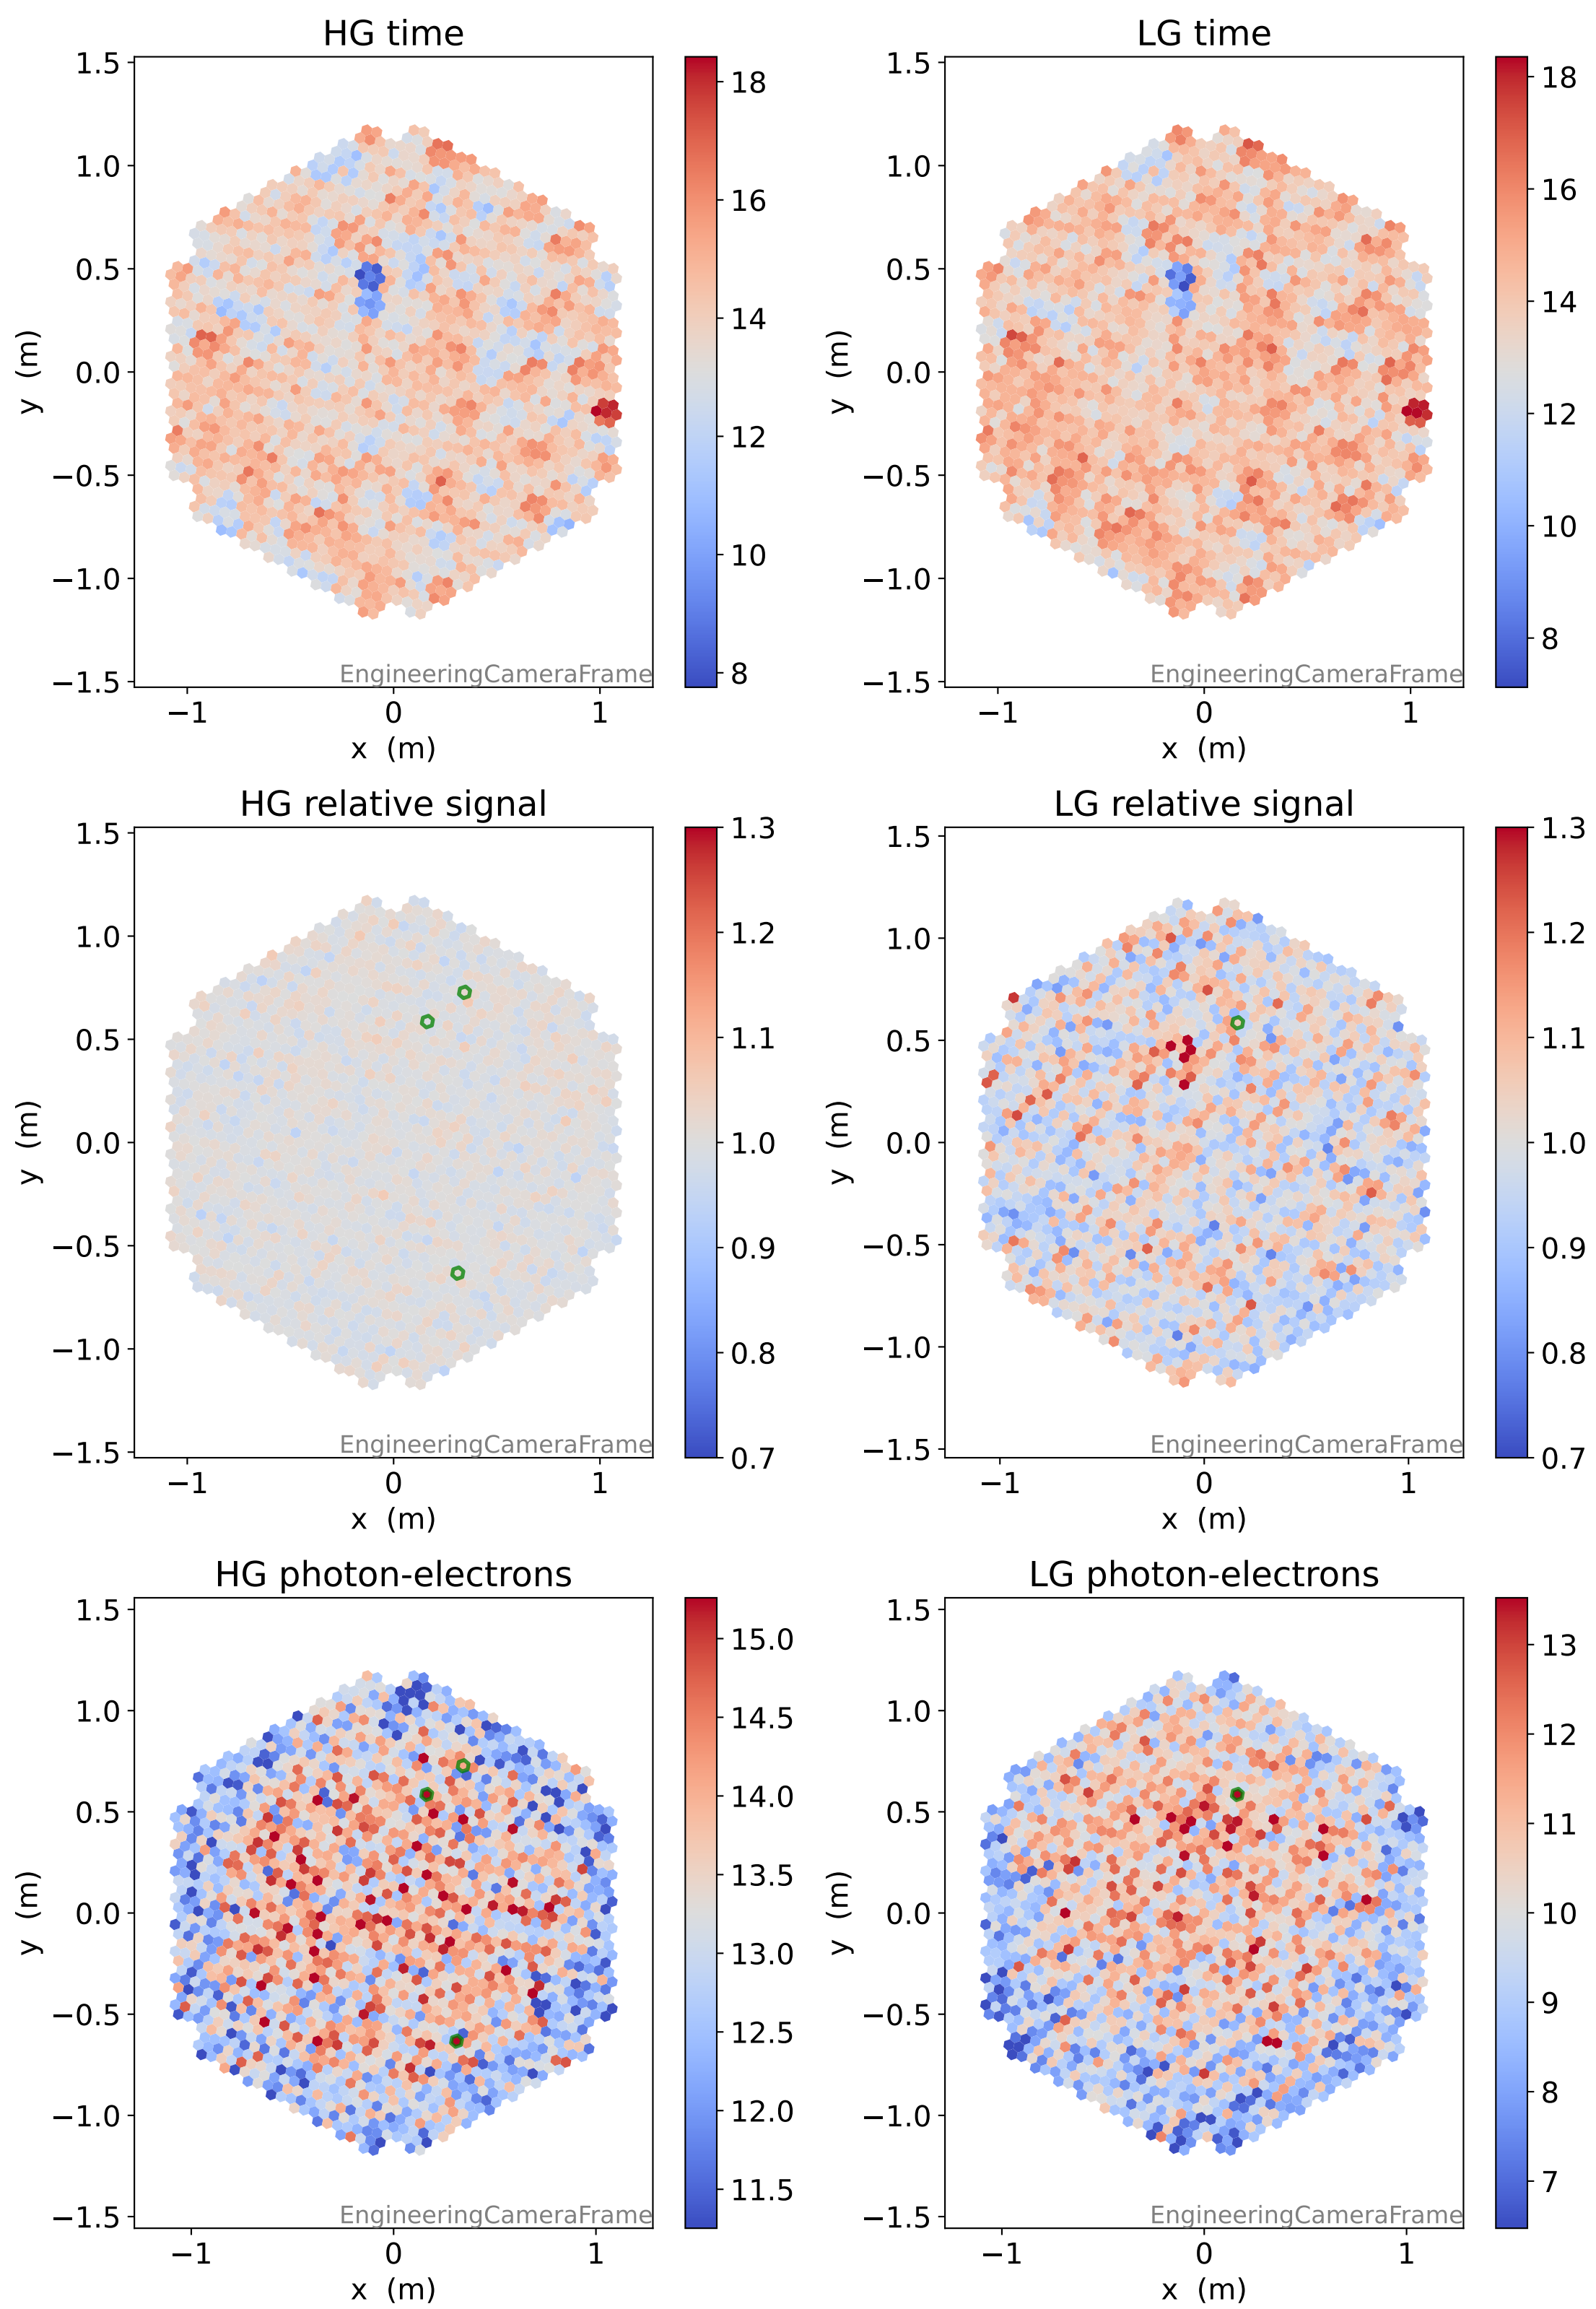 HG time
1.5
1.0
0.5
0.0
−0.5
−1.0
−1.5
y (m)
−1 0 1
x (m)
EngineeringCameraFrame
18
16
14
12
10
8
LG time
1.5
1.0
0.5
0.0
−0.5
−1.0
−1.5
y (m)
−1 0 1
x (m)
EngineeringCameraFrame
18
16
14
12
10
8
HG relative signal
1.5
1.0
0.5
0.0
−0.5
−1.0
−1.5
y (m)
−1 0 1
x (m)
EngineeringCameraFrame
1.3
1.2
1.1
1.0
0.9
0.8
0.7
LG relative signal
1.5
1.0
0.5
0.0
−0.5
−1.0
−1.5
y (m)
−1 0 1
x (m)
EngineeringCameraFrame
1.3
1.2
1.1
1.0
0.9
0.8
0.7
HG photon-electrons
1.5
1.0
0.5
0.0
−0.5
−1.0
−1.5
y (m)
−1 0 1
x (m)
EngineeringCameraFrame
15.0
14.5
14.0
13.5
13.0
12.5
12.0
11.5
LG photon-electrons
1.5
1.0
0.5
0.0
−0.5
−1.0
−1.5
y (m)
−1 0 1
x (m)
EngineeringCameraFrame
13
12
11
10
9
8
7